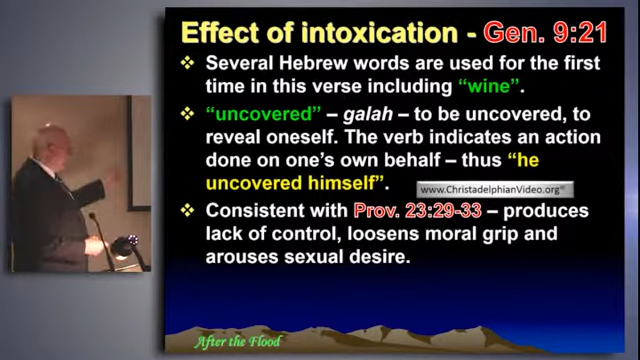 Effect of intoxication - Gen. 9:21
❖ Several Hebrew words are used for the first
time in this verse including “wine”.
❖ “uncovered” – galah – to be uncovered, to
reveal oneself. The verb indicates an action
done on one’s own behalf – thus “he
uncovered himself”.
www.ChristadelphianVideo.org®
❖ Consistent with Prov. 23:29-33 – produces
lack of control, loosens moral grip and
arouses sexual desire.
After the Flood